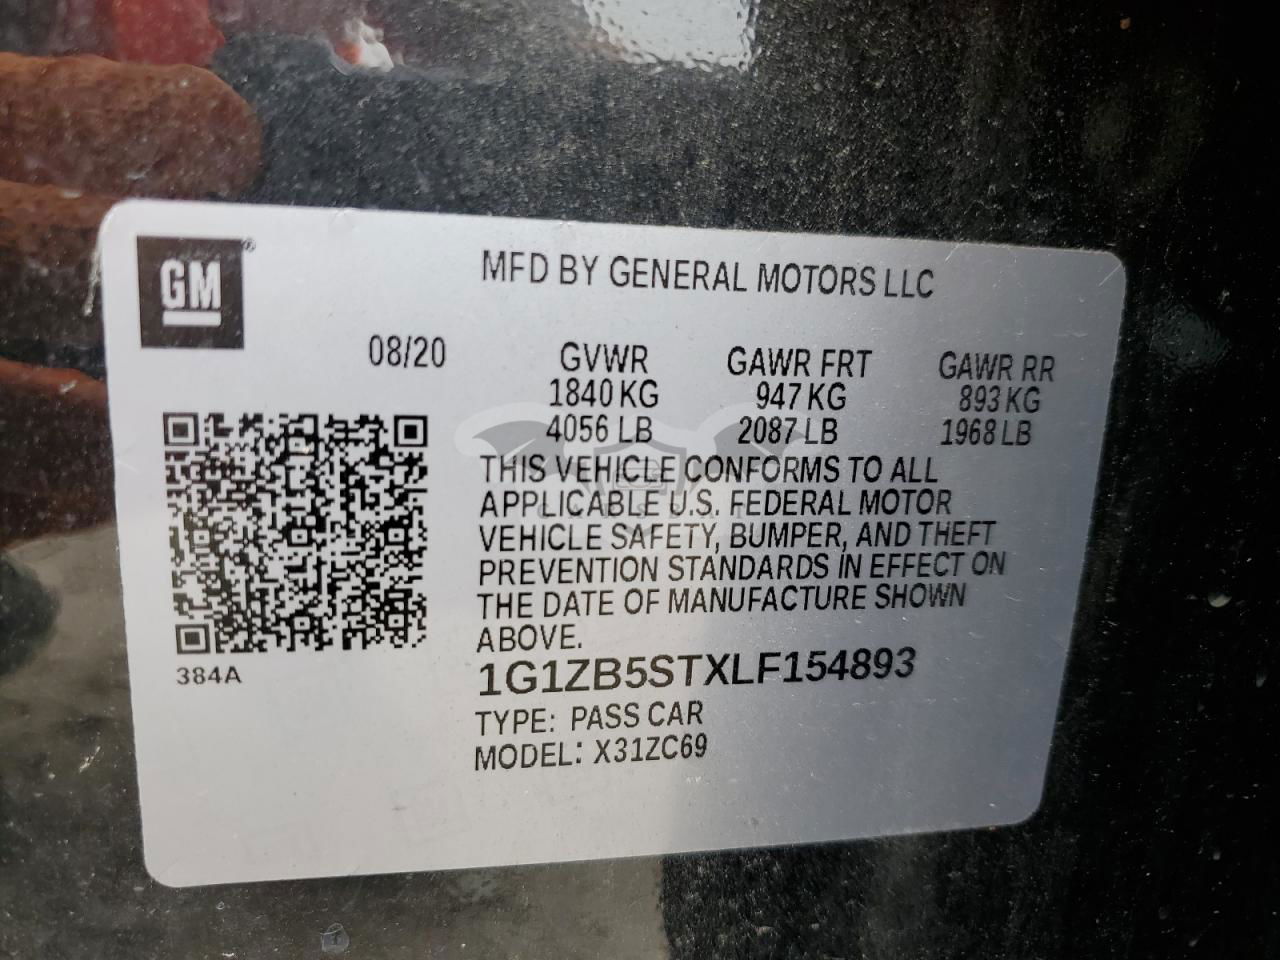 GM®
MFD BY GENERAL MOTORS LLC
08/20
GVWR GAWR FRT GAWR RR
1840 KG 947 KG 893 KG
4056 LB 2087 LB 1968 LB
THIS VEHICLE CONFORMS TO ALL
APPLICABLE U.S. FEDERAL MOTOR
VEHICLE SAFETY, BUMPER, AND THEFT
PREVENTION STANDARDS IN EFFECT ON
THE DATE OF MANUFACTURE SHOWN
ABOVE.
384A
1G1ZB5STXLF154893
TYPE: PASS CAR
MODEL: X31ZC69